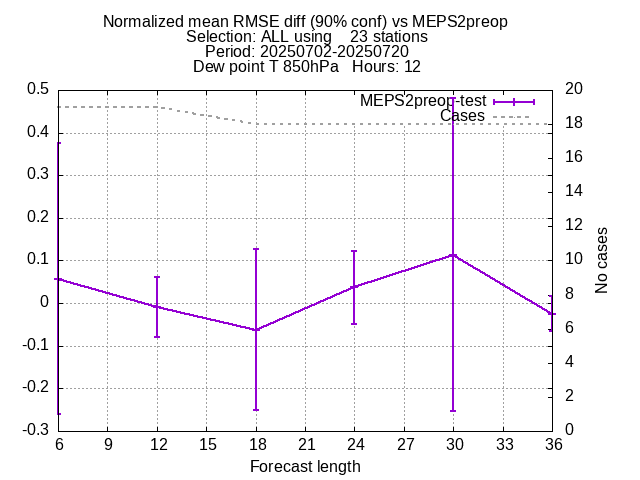 Normalized mean RMSE diff (90% conf) vs MEPS2preop
Selection: ALL using 23 stations
Period: 20250702-20250720
Dew point T 850hPa Hours: 12
MEPS2preop-test
Cases
0.5
0.4
0.3
0.2
0.1
0
-0.1
-0.2
-0.3
20
18
16
14
12
10
8
6
4
2
0
No cases
6 9 12 15 18 21 24 27 30 33 36
Forecast length